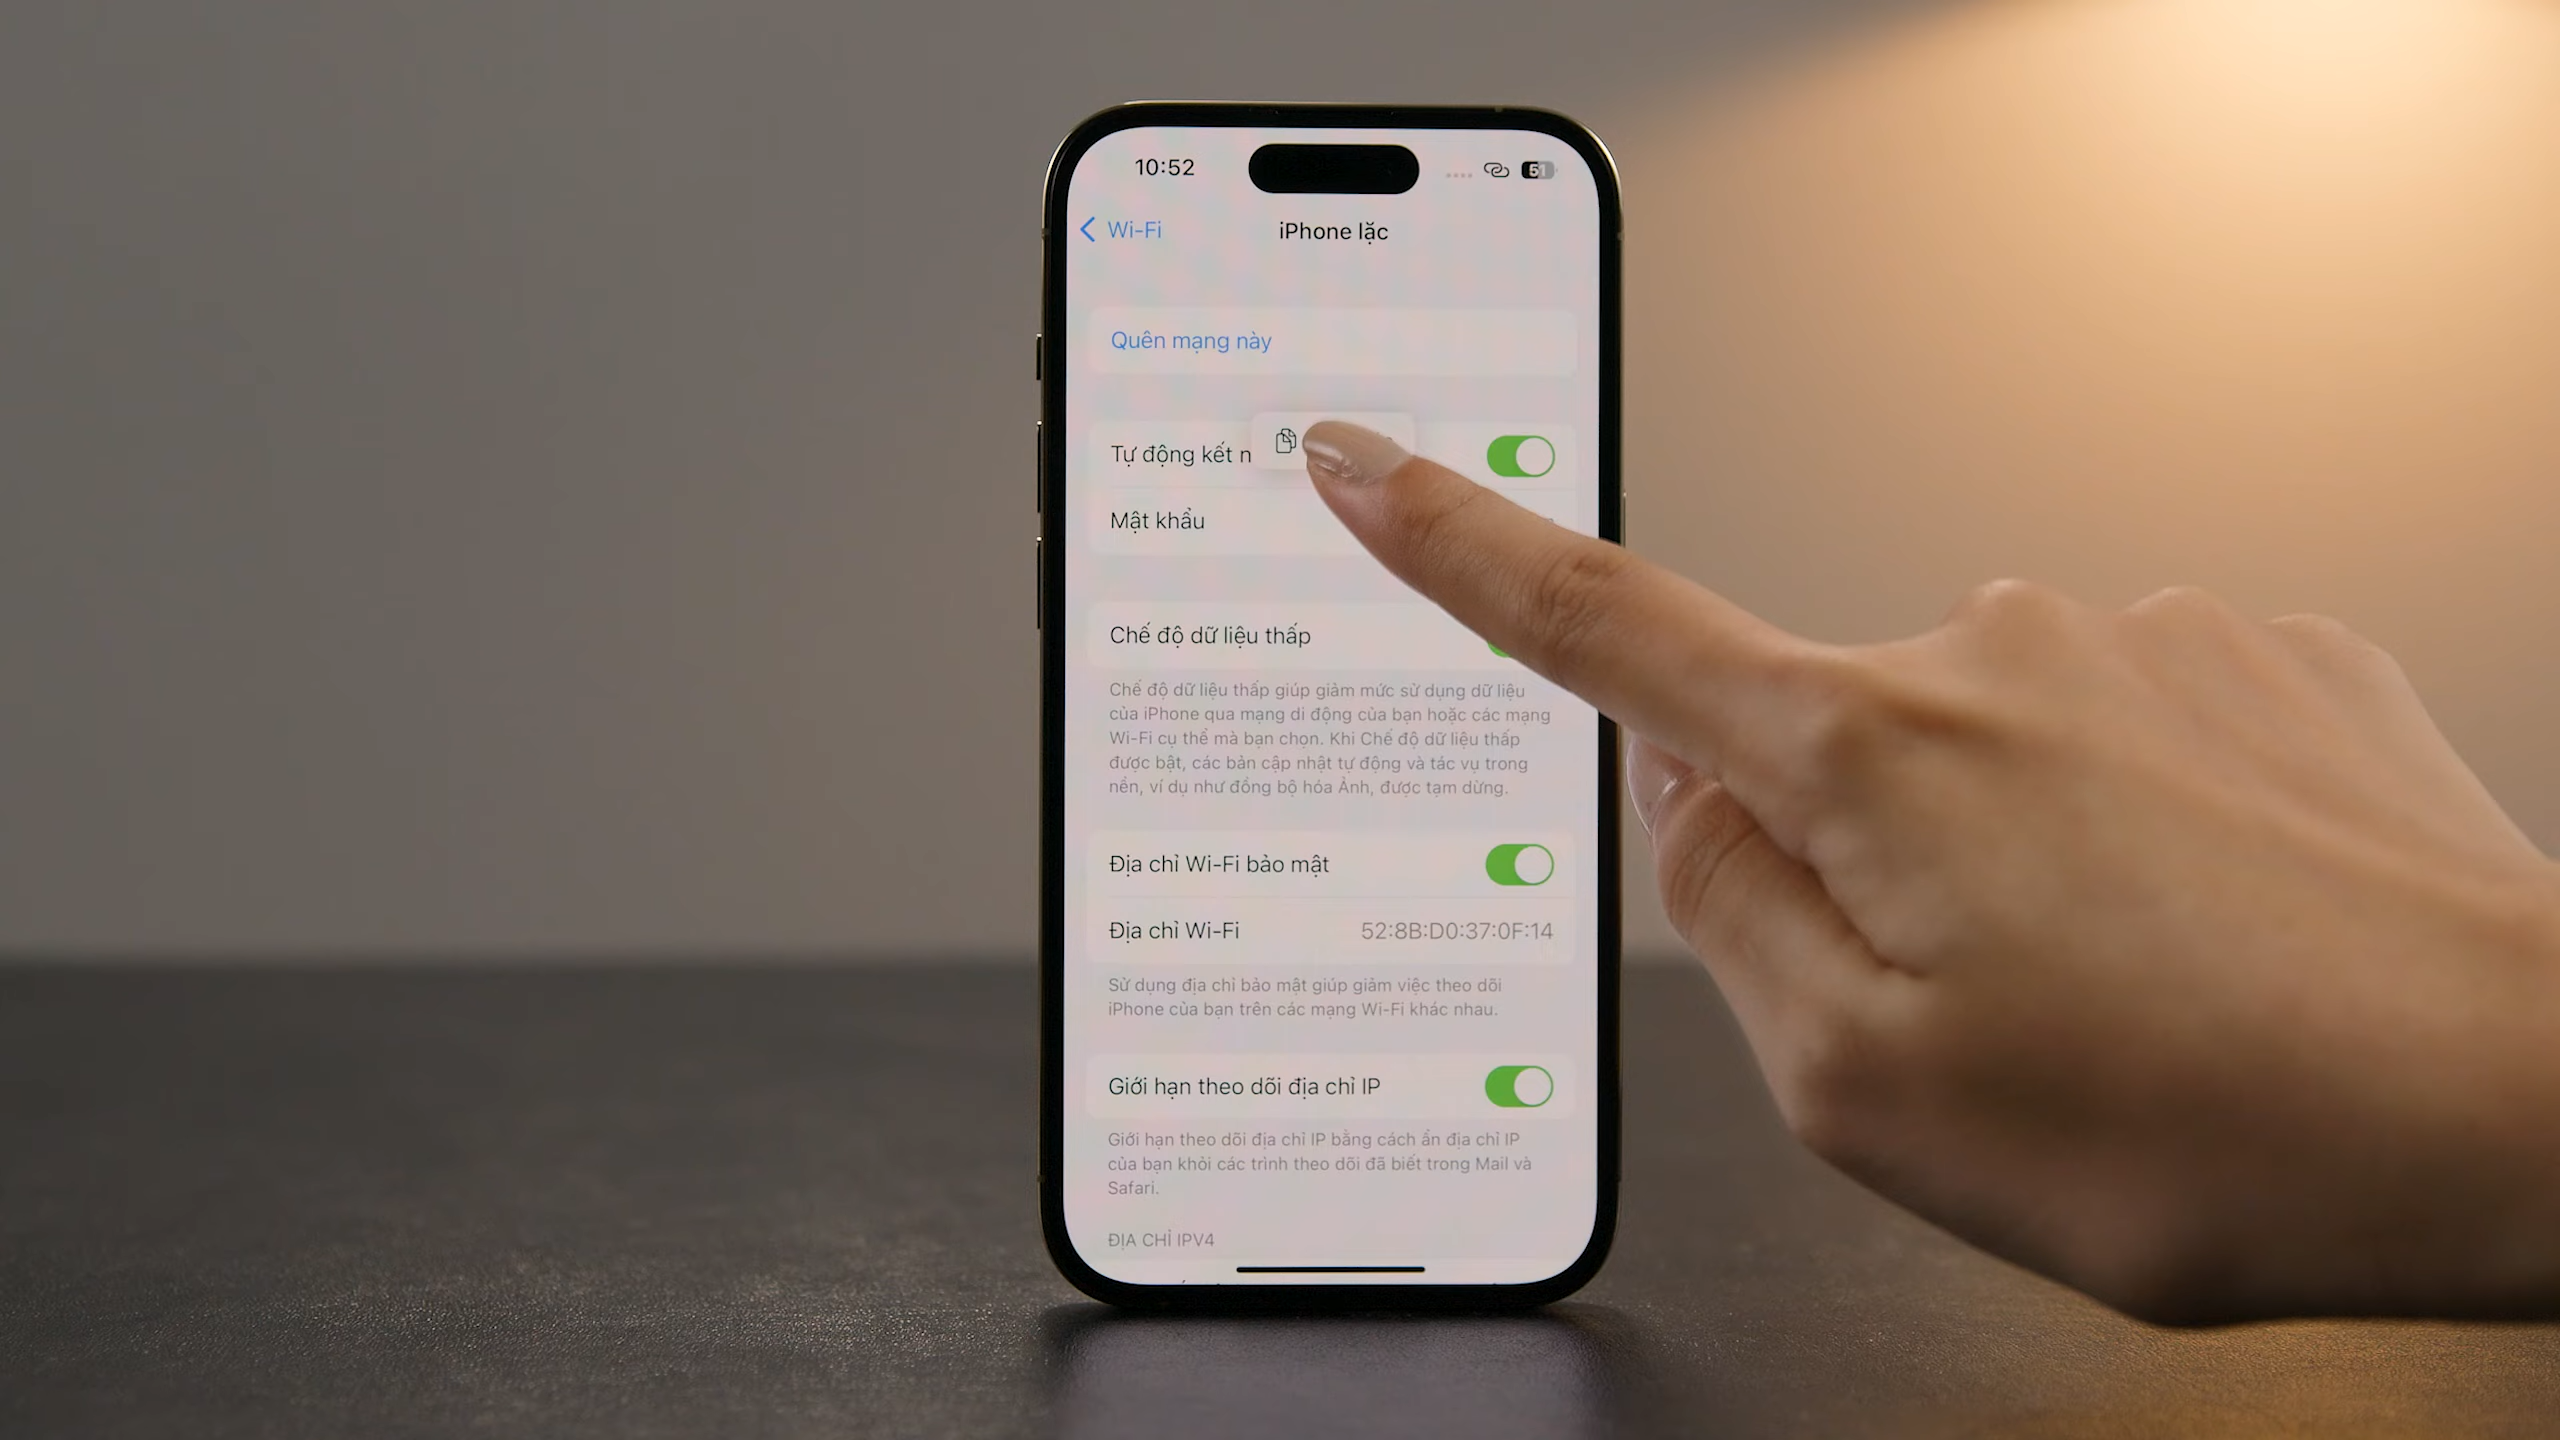 10:52
51
Wi-Fi
iPhone lặc
Quên mạng này
Tự động kết n
Mật khẩu
Chế độ dữ liệu thấp
Chế độ dữ liệu thấp giúp giảm mức sử dụng dữ liệu
của iPhone qua mạng di động của bạn hoặc các mạng
Wi-Fi cụ thể mà bạn chọn. Khi Chế độ dữ liệu thấp
được bật, các bản cập nhật tự động và tác vụ trong
nền, ví dụ như đồng bộ hóa Ảnh, được tạm dừng.
Địa chỉ Wi-Fi bảo mật
Địa chỉ Wi-Fi 52:8B:D0:37:0F:14
Sử dụng địa chỉ bảo mật giúp giảm việc theo dõi
iPhone của bạn trên các mạng Wi-Fi khác nhau.
Giới hạn theo dõi địa chỉ IP
Giới hạn theo dõi địa chỉ IP bằng cách ẩn địa chỉ IP
của bạn khỏi các trình theo dõi đã biết trong Mail và
Safari.
ĐỊA CHỈ IPV4